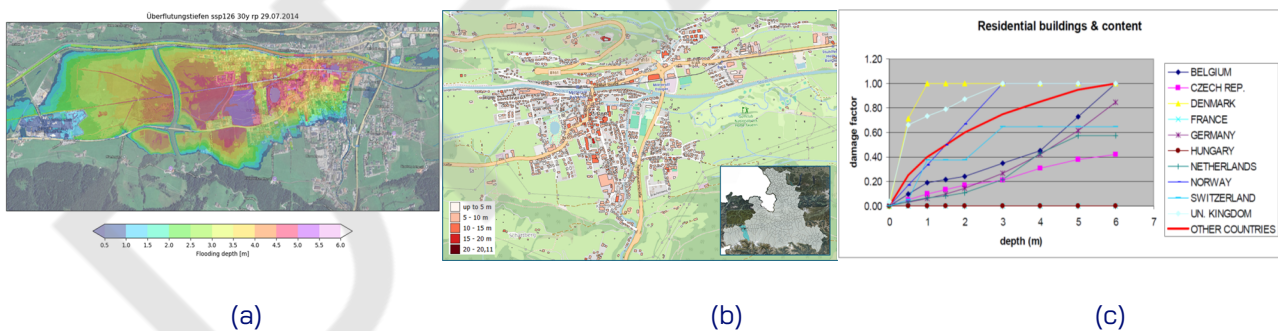 Überflutungstiefen ssp126 30y rp 29.07.2014
0.5 1.0 1.5 2.0 2.5 3.0 3.5 4.0 4.5 5.0 5.5 6.0
Flooding depth [m]
(a)
up to 5 m
5 - 10 m
10 - 15 m
15 - 20 m
20 - 20,11
(b)
Residential buildings & content
1.20
1.00
0.80
0.60
0.40
0.20
0.00
damage factor
0 1 2 3 4 5 6 7
depth (m)
BELGIUM
CZECH REP.
DENMARK
FRANCE
GERMANY
HUNGARY
NETHERLANDS
NORWAY
SWITZERLAND
UN. KINGDOM
OTHER COUNTRIES
(c)